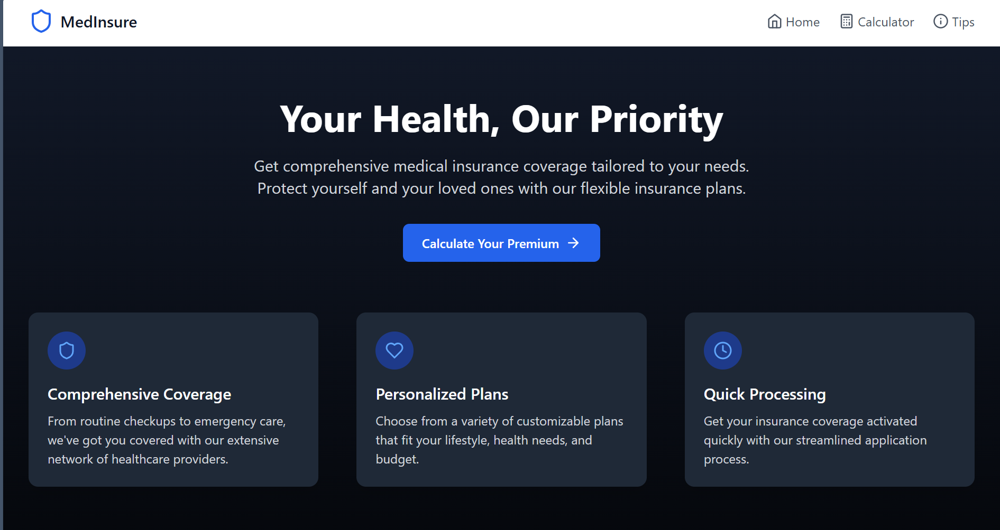 MedInsure
Home
Calculator
Tips
Your Health, Our Priority
Get comprehensive medical insurance coverage tailored to your needs.
Protect yourself and your loved ones with our flexible insurance plans.
Calculate Your Premium
Comprehensive Coverage
From routine checkups to emergency care,
we've got you covered with our extensive
network of healthcare providers.
Personalized Plans
Choose from a variety of customizable plans
that fit your lifestyle, health needs, and
budget.
Quick Processing
Get your insurance coverage activated
quickly with our streamlined application
process.